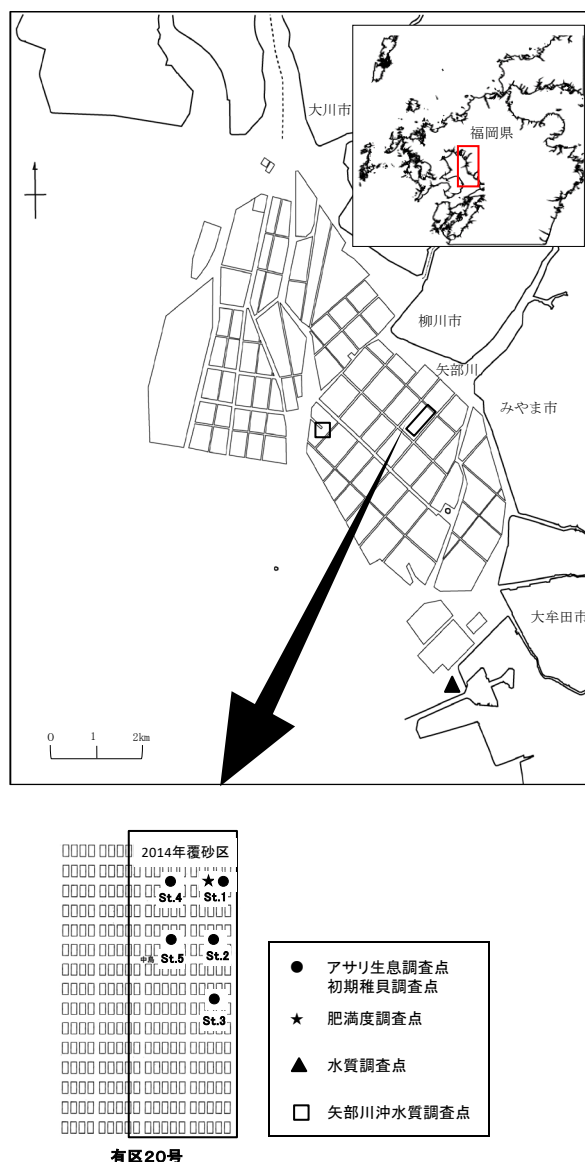 大川市
福岡県
柳川市
矢部川
みやま市
大牟田市
0 1 2km
2014年覆砂区
St.4 St.1
中島 St.5 St.2
St.3
有区20号
アサリ生息調査点
初期稚貝調査点
肥満度調査点
水質調査点
矢部川沖水質調査点